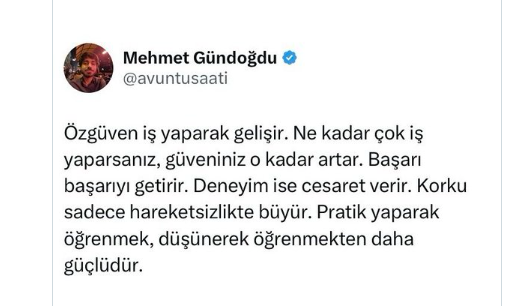 Mehmet Gündoğdu
@avuntusaati
Özgüven iş yaparak gelişir. Ne kadar çok iş
yaparsanız, güveniniz o kadar artar. Başarı
başarıyı getirir. Deneyim ise cesaret verir. Korku
sadece hareketsizlikte büyür. Pratik yaparak
öğrenmek, düşünerek öğrenmekten daha
güçlüdür.